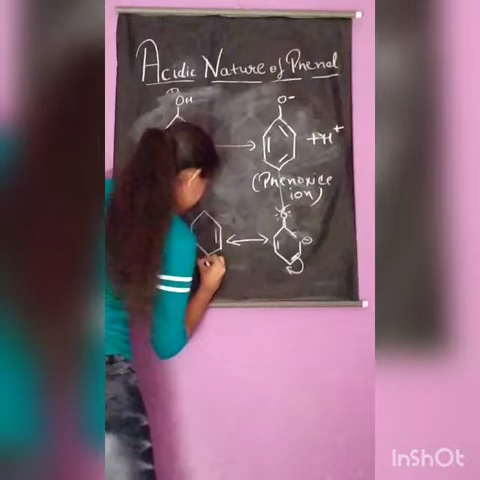 Acidic Nature of Phenol
OH
O−
+H+
(Phenoxide
ion)
InShOt